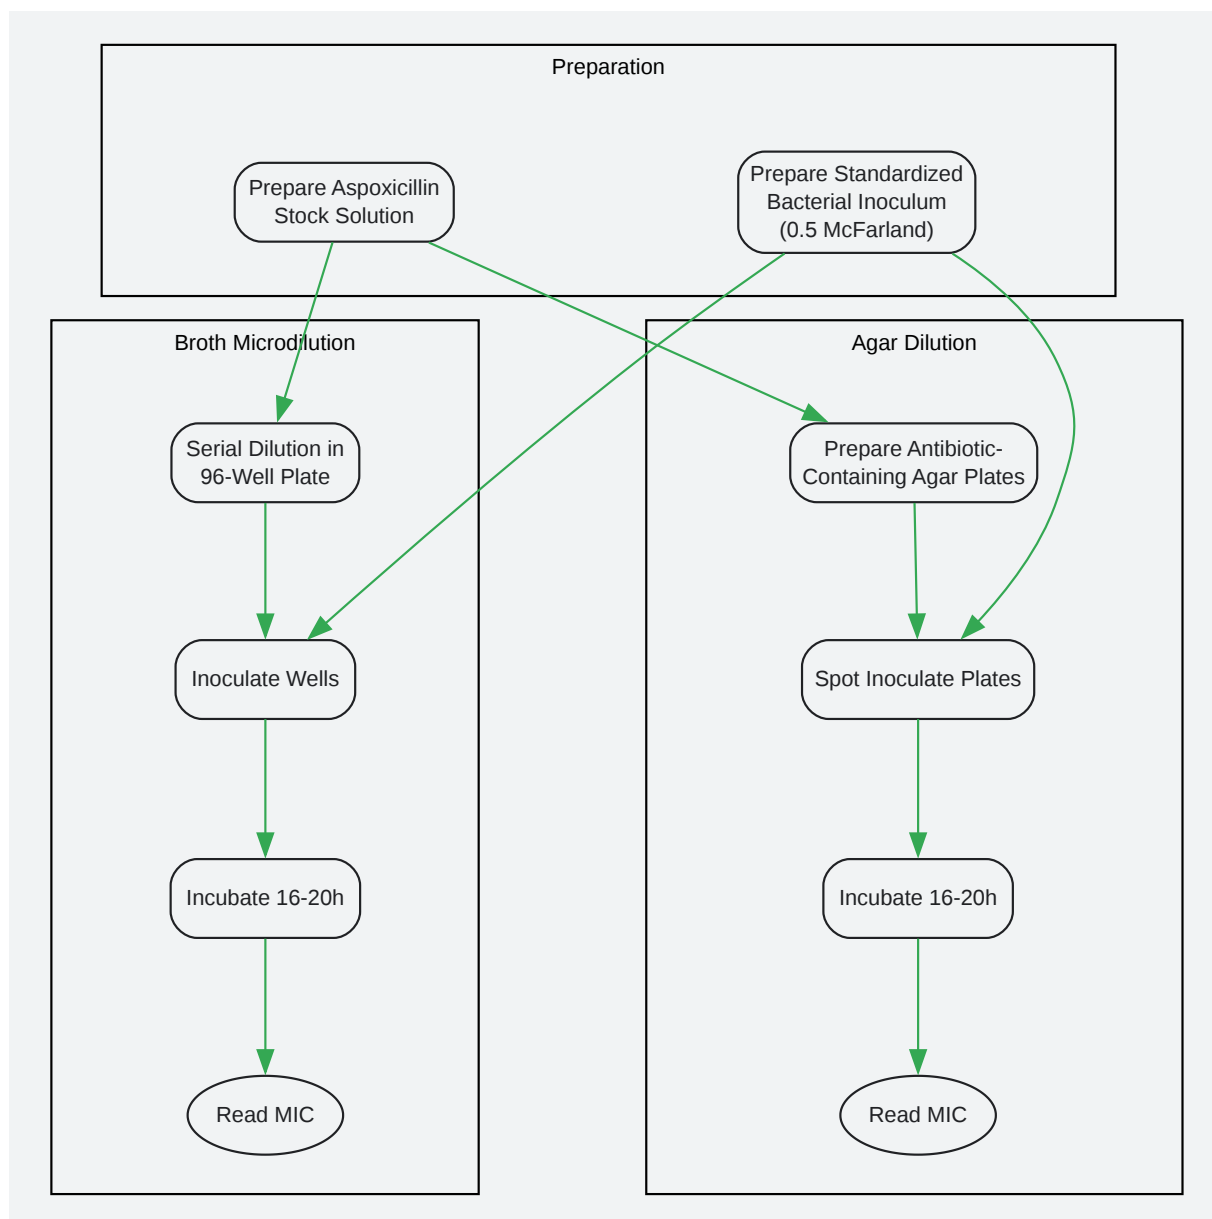 Preparation
Prepare Aspoxicillin
Stock Solution
Prepare Standardized
Bacterial Inoculum
(0.5 McFarland)
Broth Microdilution
Serial Dilution in
96-Well Plate
Inoculate Wells
Incubate 16-20h
Read MIC
Agar Dilution
Prepare Antibiotic-
Containing Agar Plates
Spot Inoculate Plates
Incubate 16-20h
Read MIC